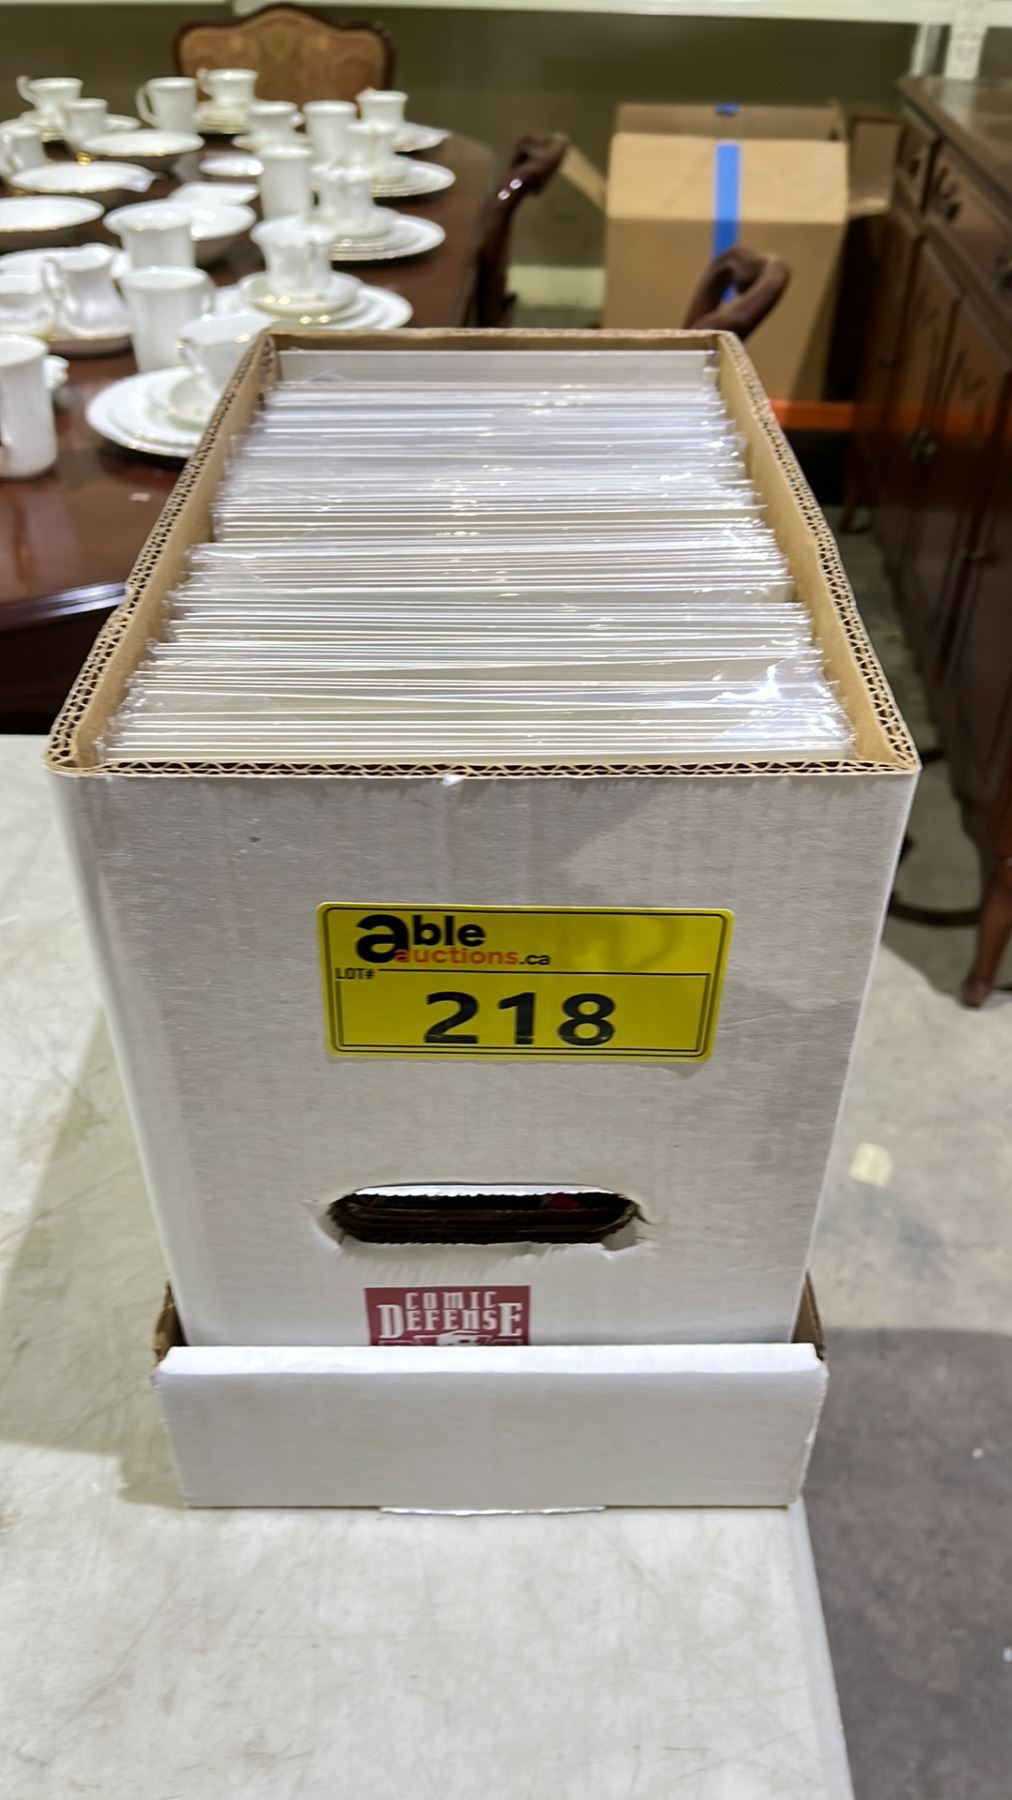 able
auctions.ca
LOT#
218
COMIC
DEFENSE